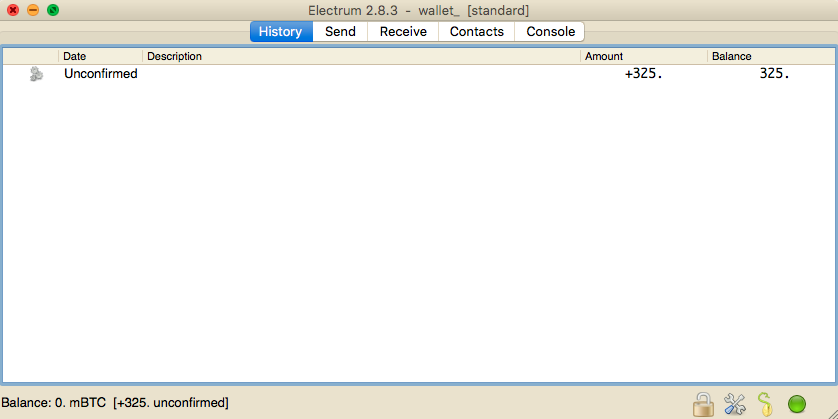 Electrum 2.8.3 - wallet_ [standard]
History Send Receive Contacts Console
Date Description Amount Balance
Unconfirmed +325. 325.
Balance: 0. mBTC [+325. unconfirmed]